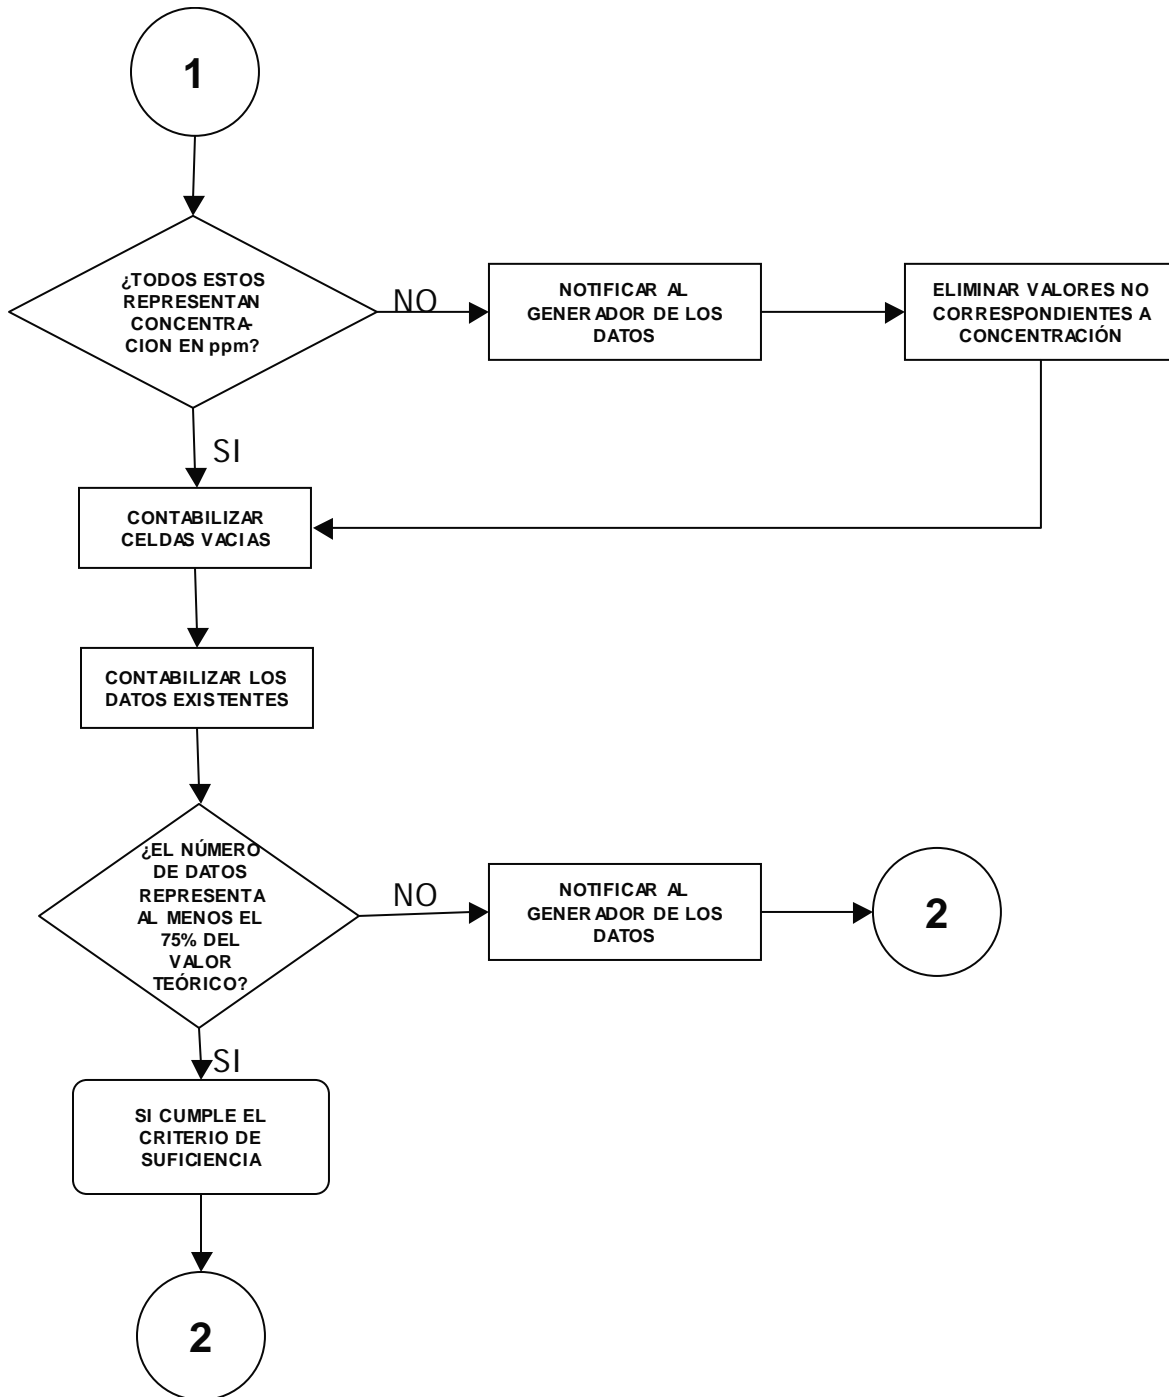 1
¿TODOS ESTOS
REPRESENTAN
CONCENTRA-
CION EN ppm?
NO
NOTIFICAR AL
GENERADOR DE LOS
DATOS
ELIMINAR VALORES NO
CORRESPONDIENTES A
CONCENTRACIÓN
SI
CONTABILIZAR
CELDAS VACIAS
CONTABILIZAR LOS
DATOS EXISTENTES
¿EL NÚMERO
DE DATOS
REPRESENTA
AL MENOS EL
75% DEL
VALOR
TEÓRICO?
NO
NOTIFICAR AL
GENERADOR DE LOS
DATOS
2
SI
SI CUMPLE EL
CRITERIO DE
SUFICIENCIA
2